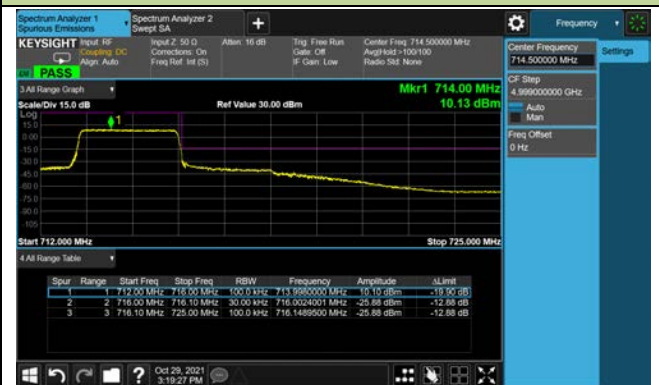 Spectrum Analyzer 1
Spurious Emissions
Spectrum Analyzer 2
Swept SA
Frequency
KEYSIGHT
Input: RF
Coupling: DC
Align: Auto
Input Z: 50 Ω
Corrections: On
Freq Ref: Int (S)
Atten: 16 dB
Trig: Free Run
Gate: Off
IF Gain: Low
Center Freq: 714.500000 MHz
Avg|Hold:>100/100
Radio Std: None
PASS
Center Frequency
714.500000 MHz
Settings
CF Step
4.999000000 GHz
Auto
Man
Freq Offset
0 Hz
3 All Range Graph
Mkr1 714.00 MHz
10.13 dBm
Scale/Div 15.0 dB
Ref Value 30.00 dBm
Log
15.0
0.00
-15.0
-30.0
-45.0
-60.0
-75.0
-90.0
-105
1
Start 712.000 MHz
Stop 725.000 MHz
4 All Range Table
Spur Range Start Freq Stop Freq RBW Frequency Amplitude ΔLimit
1 1 712.00 MHz 716.00 MHz 100.0 kHz 713.9980000 MHz 10.10 dBm -19.90 dB
2 2 716.00 MHz 716.10 MHz 30.00 kHz 716.0024001 MHz -25.88 dBm -12.88 dB
3 3 716.10 MHz 725.00 MHz 100.0 kHz 716.1489500 MHz -25.88 dBm -12.88 dB
Oct 29, 2021
3:19:27 PM